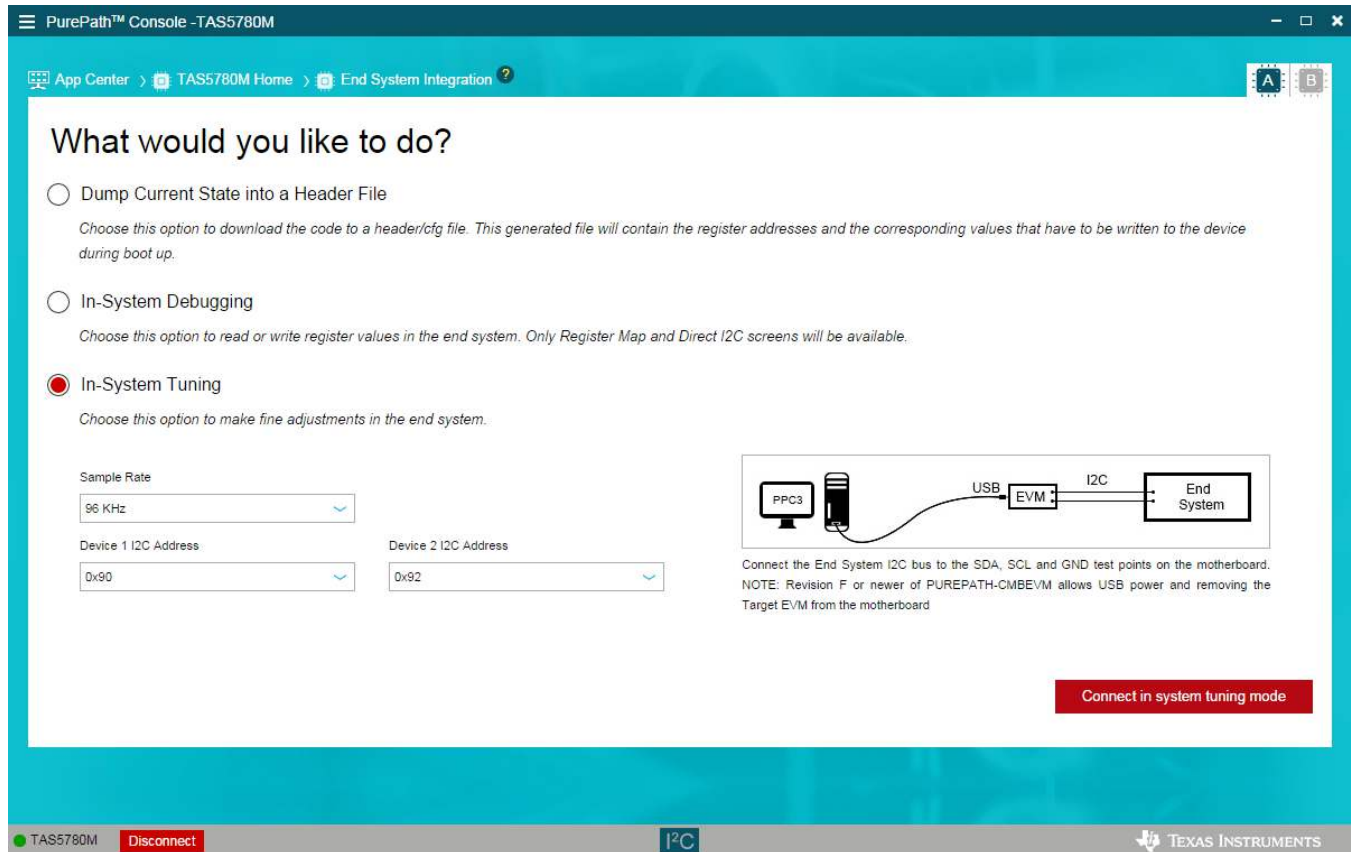 PurePath™ Console -TAS5780M
App Center > TAS5780M Home > End System Integration ?
A B
What would you like to do?
Dump Current State into a Header File
Choose this option to download the code to a header/cfg file. This generated file will contain the register addresses and the corresponding values that have to be written to the device
during boot up.
In-System Debugging
Choose this option to read or write register values in the end system. Only Register Map and Direct I2C screens will be available.
In-System Tuning
Choose this option to make fine adjustments in the end system.
Sample Rate
96 KHz
Device 1 I2C Address
Device 2 I2C Address
0x90
0x92
PPC3
USB
EVM
I2C
End
System
Connect the End System I2C bus to the SDA, SCL and GND test points on the motherboard.
NOTE: Revision F or newer of PUREPATH-CMBEVM allows USB power and removing the
Target EVM from the motherboard
Connect in system tuning mode
TAS5780M
Disconnect
I²C
TEXAS INSTRUMENTS